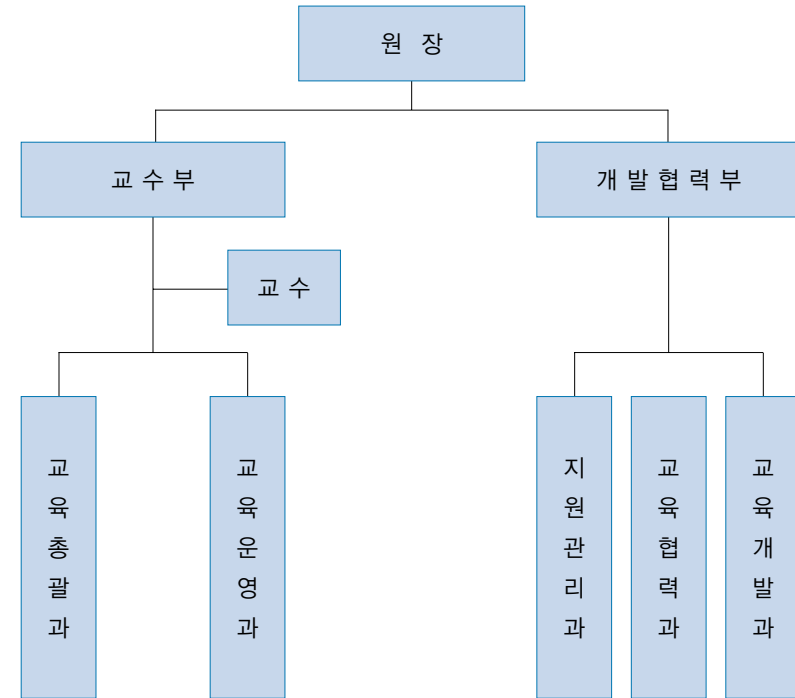 원 장
교 수 부
개 발 협 력 부
교 수
교육총괄과
교육운영과
지원관리과
교육협력과
교육개발과